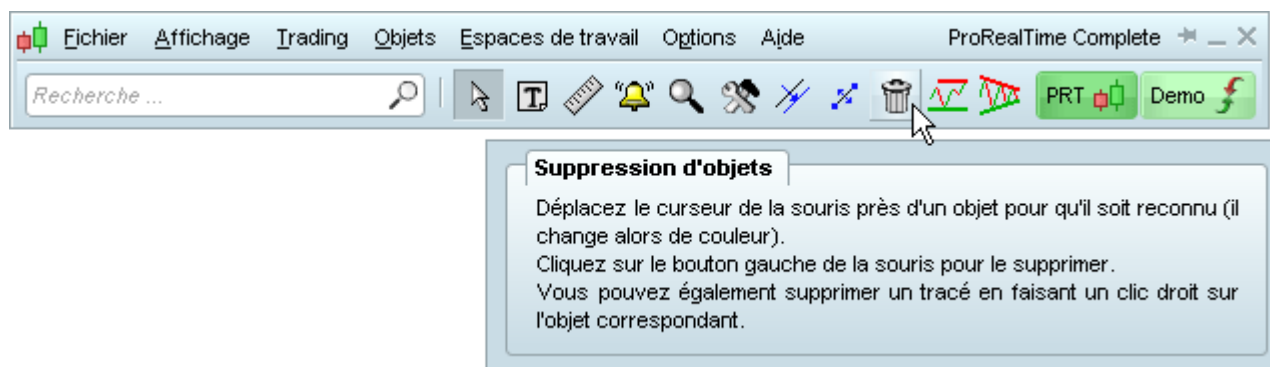 Fichier Affichage Trading Objets Espaces de travail Options Aide ProRealTime Complete
Recherche ... T PRT Demo
Suppression d'objets
Déplacez le curseur de la souris près d'un objet pour qu'il soit reconnu (il
change alors de couleur).
Cliquez sur le bouton gauche de la souris pour le supprimer.
Vous pouvez également supprimer un tracé en faisant un clic droit sur
l'objet correspondant.